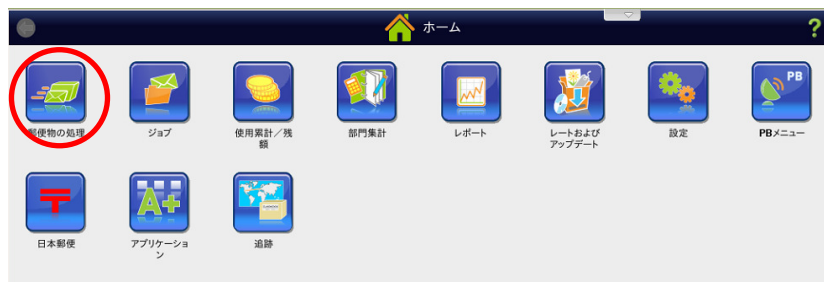 ホーム
?
PB
A+
郵便物の処理
ジョブ
使用累計／残
額
部門集計
レポート
レートおよび
アップデート
設定
PBメニュー
〒
日本郵便
アプリケーショ
ン
追跡